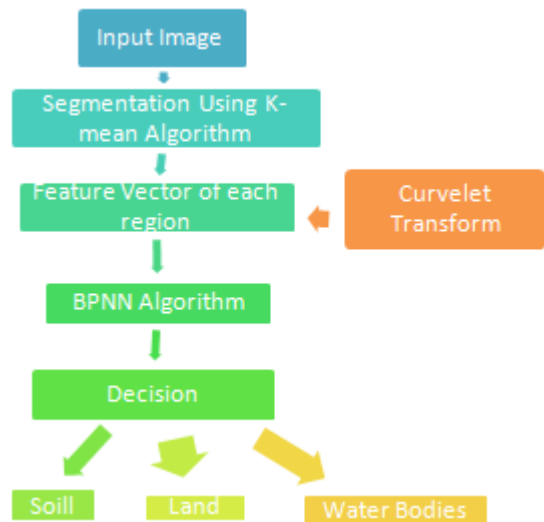 Input Image
Segmentation Using K-
mean Algorithm
Feature Vector of each
region
Curvelet
Transform
BPNN Algorithm
Decision
Soill
Land
Water Bodies